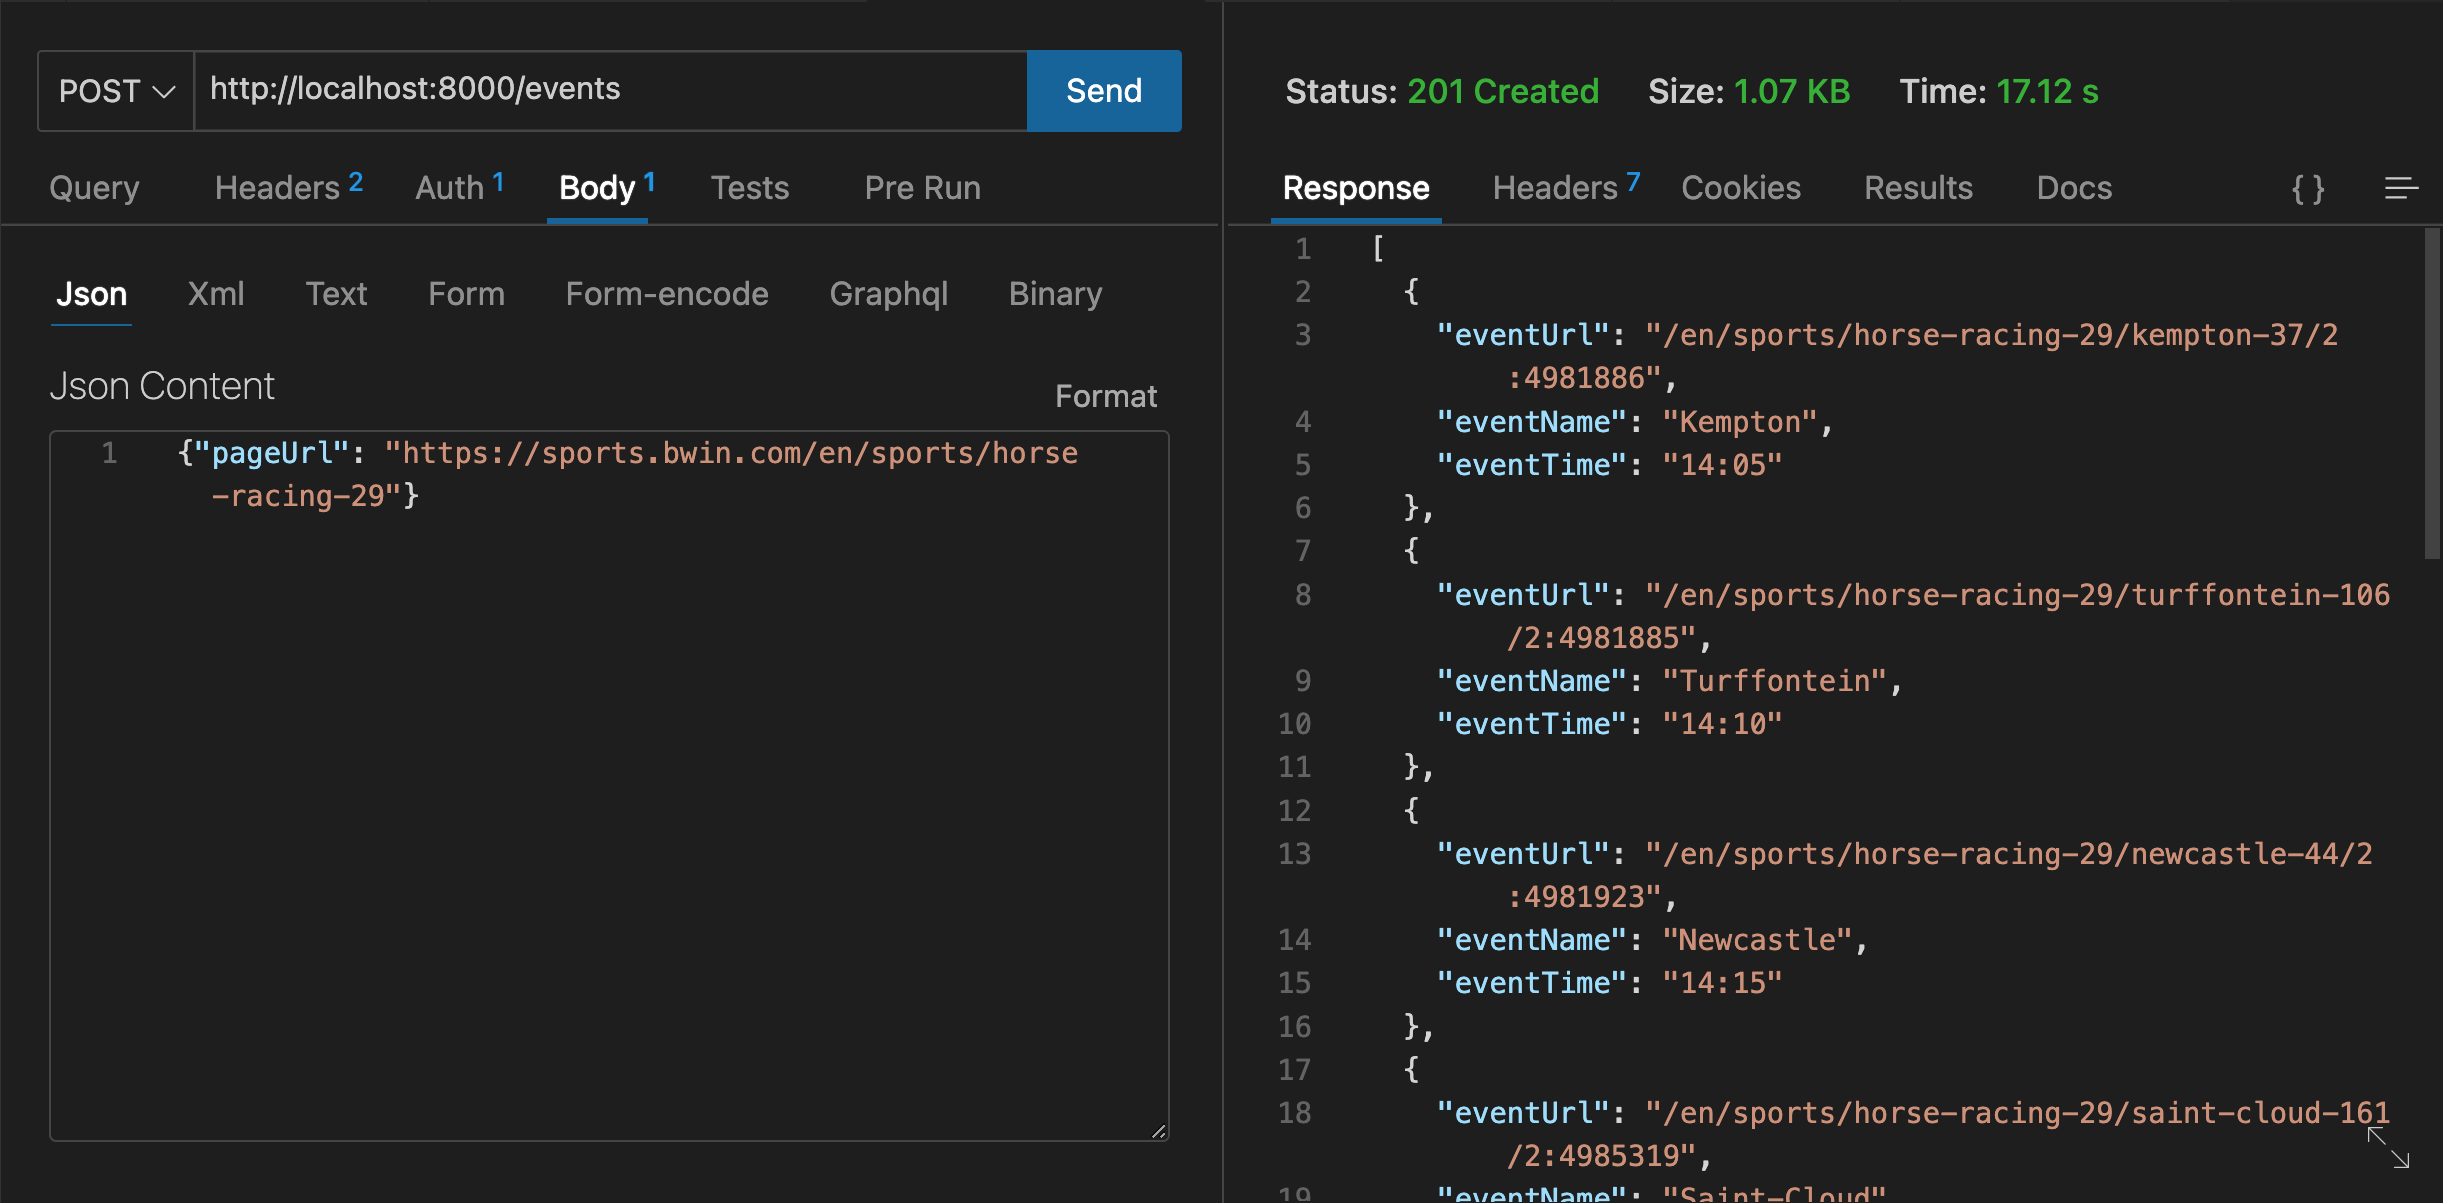 POST http://localhost:8000/events Send
Query Headers 2 Auth 1 Body 1 Tests Pre Run
Json Xml Text Form Form-encode Graphql Binary
Json Content Format
1 {"pageUrl": "https://sports.bwin.com/en/sports/horse
-racing-29"}
Status: 201 Created Size: 1.07 KB Time: 17.12 s
Response Headers 7 Cookies Results Docs { }
1 [
2 {
3 "eventUrl": "/en/sports/horse-racing-29/kempton-37/2
:4981886",
4 "eventName": "Kempton",
5 "eventTime": "14:05"
6 },
7 {
8 "eventUrl": "/en/sports/horse-racing-29/turffontein-106
/2:4981885",
9 "eventName": "Turffontein",
10 "eventTime": "14:10"
11 },
12 {
13 "eventUrl": "/en/sports/horse-racing-29/newcastle-44/2
:4981923",
14 "eventName": "Newcastle",
15 "eventTime": "14:15"
16 },
17 {
18 "eventUrl": "/en/sports/horse-racing-29/saint-cloud-161
/2:4985319",
19 "eventName": "Saint-Cloud"